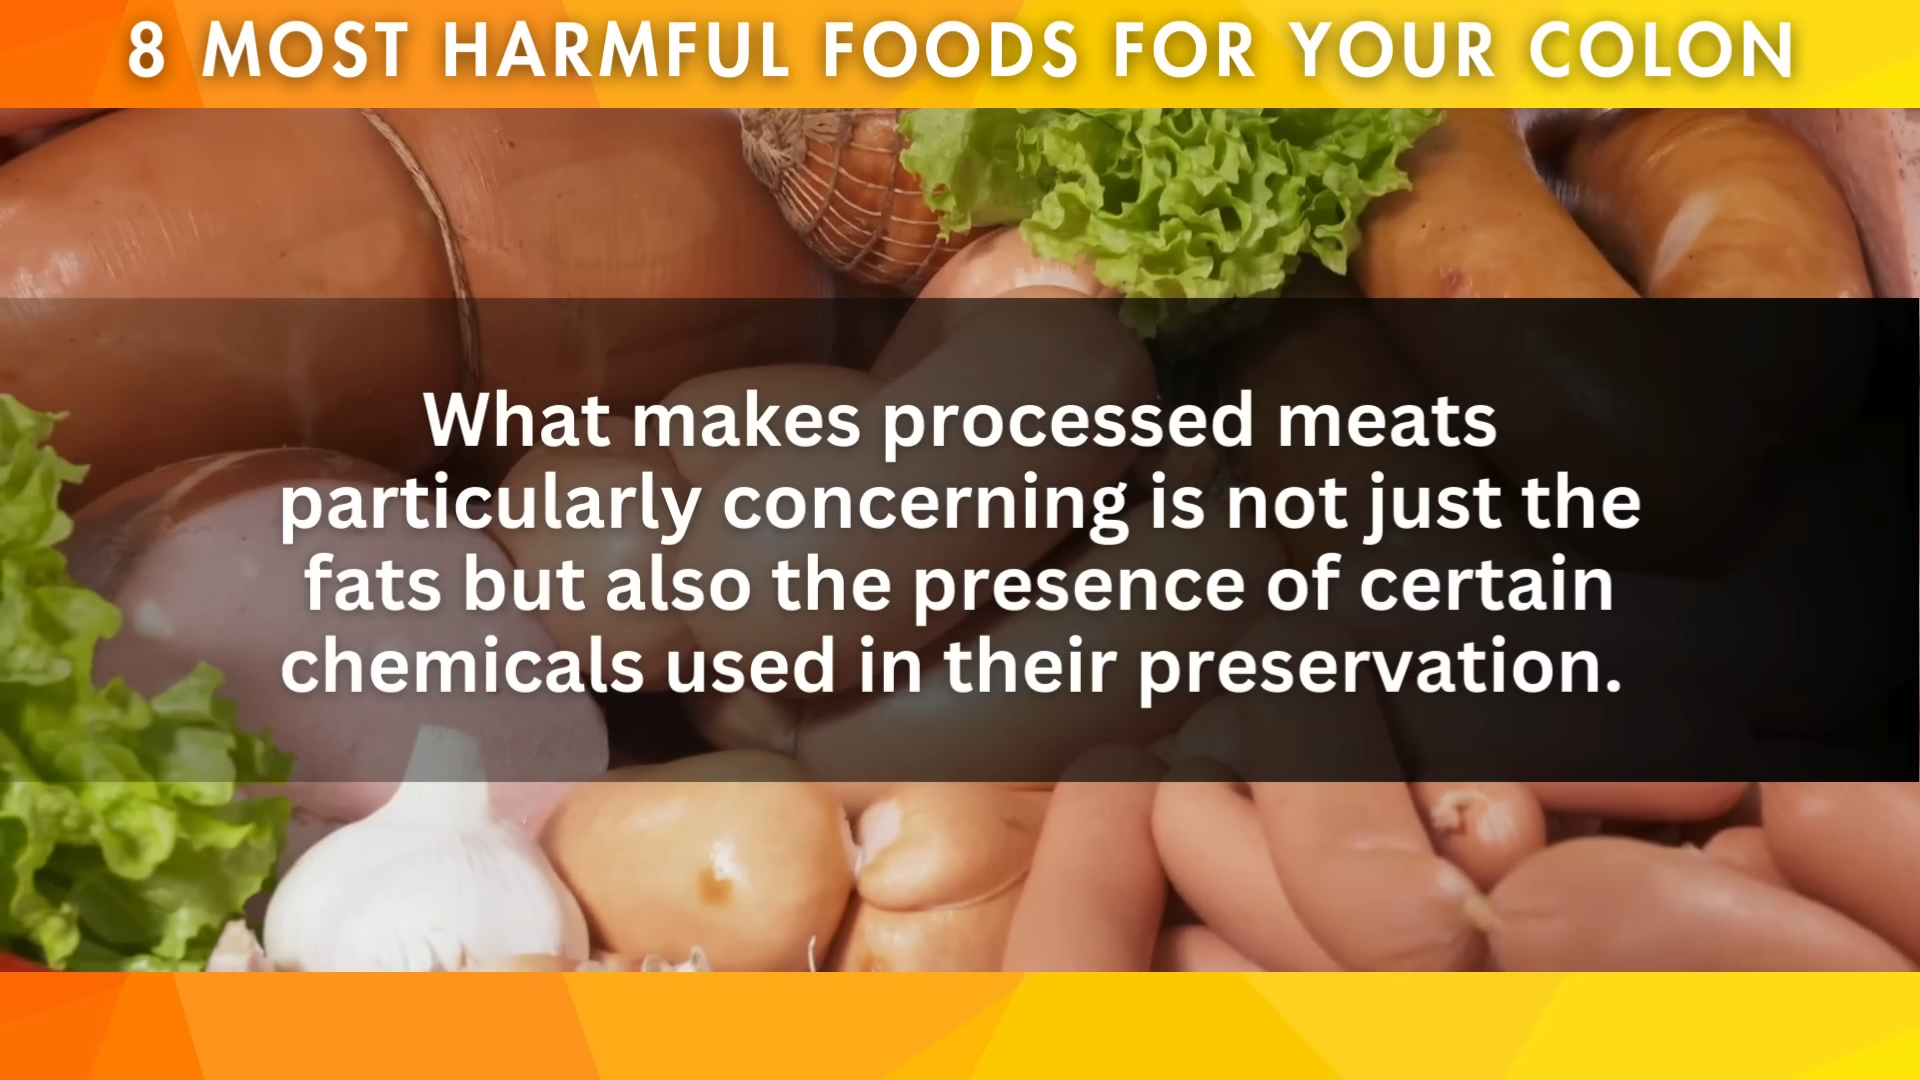 8 MOST HARMFUL FOODS FOR YOUR COLON
What makes processed meats
particularly concerning is not just the
fats but also the presence of certain
chemicals used in their preservation.